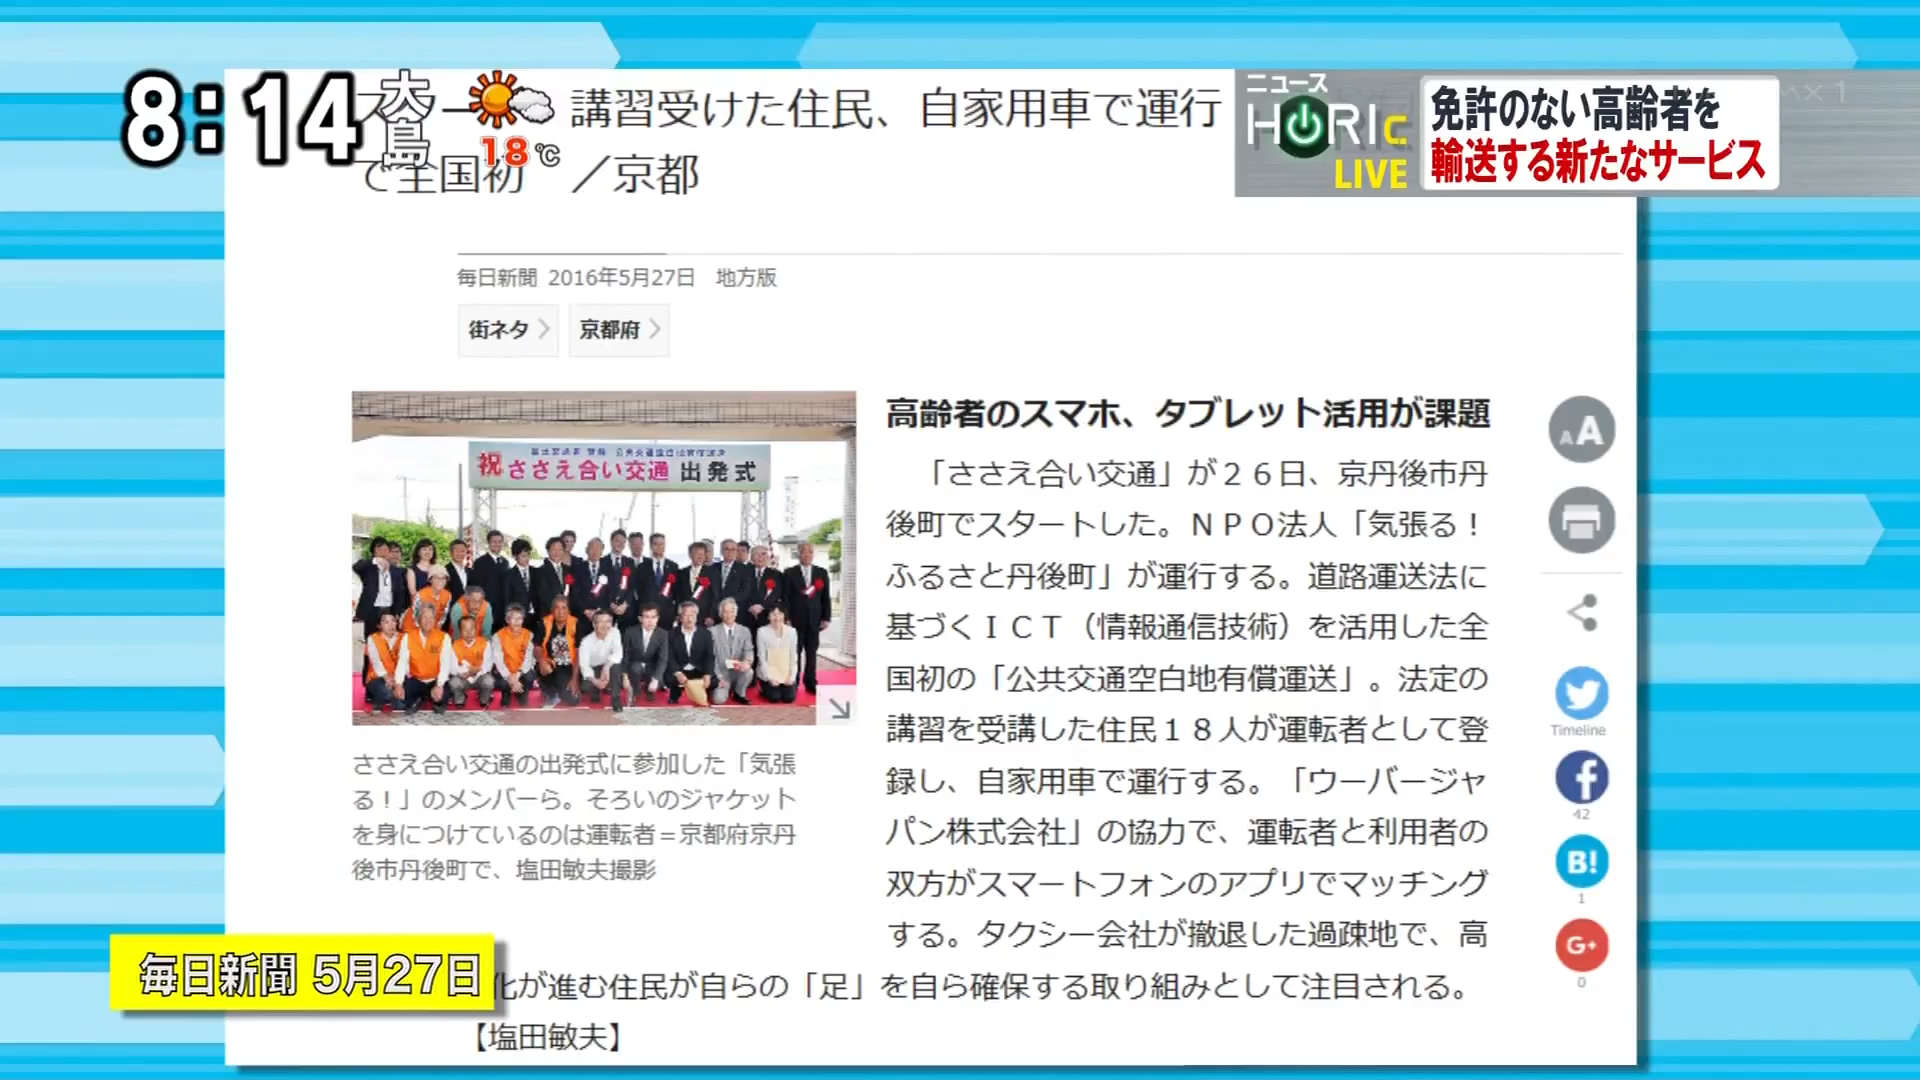 8:14
大島
18℃
講習受けた住民、自家用車で運行
で全国初 ／京都
ニュース
HORIC
LIVE
免許のない高齢者を
輸送する新たなサービス
毎日新聞 2016年5月27日 地方版
街ネタ
京都府
祝 ささえ合い交通 出発式
ささえ合い交通の出発式に参加した「気張
る！」のメンバーら。そろいのジャケット
を身につけているのは運転者＝京都府京丹
後市丹後町で、塩田敏夫撮影
高齢者のスマホ、タブレット活用が課題
「ささえ合い交通」が２６日、京丹後市丹
後町でスタートした。ＮＰＯ法人「気張る！
ふるさと丹後町」が運行する。道路運送法に
基づくＩＣＴ（情報通信技術）を活用した全
国初の「公共交通空白地有償運送」。法定の
講習を受講した住民１８人が運転者として登
録し、自家用車で運行する。「ウーバージャ
パン株式会社」の協力で、運転者と利用者の
双方がスマートフォンのアプリでマッチング
する。タクシー会社が撤退した過疎地で、高
化が進む住民が自らの「足」を自ら確保する取り組みとして注目される。
【塩田敏夫】
AA
Timeline
42
B!
1
G+
0
毎日新聞 5月27日